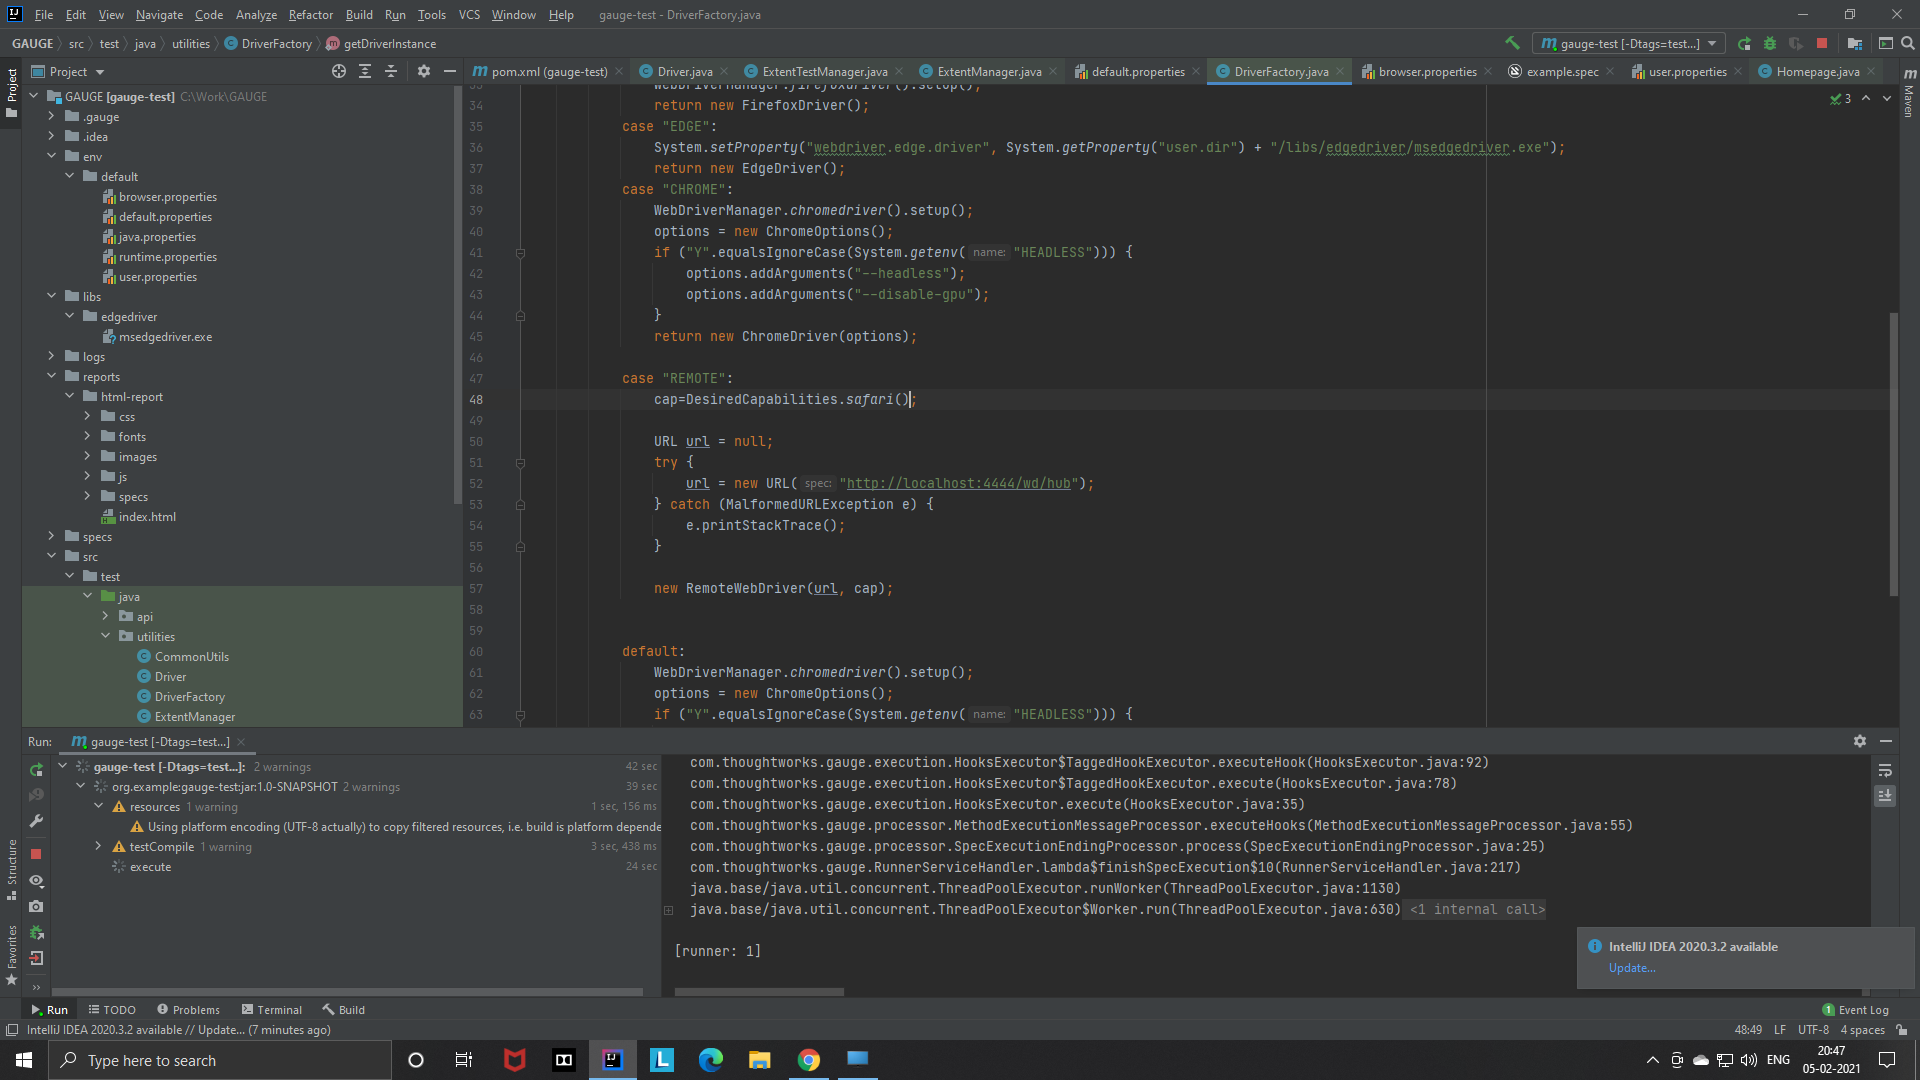 File Edit View Navigate Code Analyze Refactor Build Run Tools VCS Window Help gauge-test - DriverFactory.java
GAUGE src test java utilities DriverFactory getDriverInstance
gauge-test [-Dtags=test...]
Project
pom.xml (gauge-test) Driver.java ExtentTestManager.java ExtentManager.java default.properties DriverFactory.java browser.properties example.spec user.properties Homepage.java
Project
Maven
Structure
Favorites
GAUGE [gauge-test] C:\Work\GAUGE
.gauge
.idea
env
default
browser.properties
default.properties
java.properties
runtime.properties
user.properties
libs
edgedriver
msedgedriver.exe
logs
reports
html-report
css
fonts
images
js
specs
index.html
specs
src
test
java
api
utilities
CommonUtils
Driver
DriverFactory
ExtentManager
3
33 WebDriverManager.firefoxdriver().setup();
34 return new FirefoxDriver();
35 case "EDGE":
36 System.setProperty("webdriver.edge.driver", System.getProperty("user.dir") + "/libs/edgedriver/msedgedriver.exe");
37 return new EdgeDriver();
38 case "CHROME":
39 WebDriverManager.chromedriver().setup();
40 options = new ChromeOptions();
41 if ("Y".equalsIgnoreCase(System.getenv( name: "HEADLESS"))) {
42 options.addArguments("--headless");
43 options.addArguments("--disable-gpu");
44 }
45 return new ChromeDriver(options);
46
47 case "REMOTE":
48 cap=DesiredCapabilities.safari();
49
50 URL url = null;
51 try {
52 url = new URL( spec: "http://localhost:4444/wd/hub");
53 } catch (MalformedURLException e) {
54 e.printStackTrace();
55 }
56
57 new RemoteWebDriver(url, cap);
58
59
60 default:
61 WebDriverManager.chromedriver().setup();
62 options = new ChromeOptions();
63 if ("Y".equalsIgnoreCase(System.getenv( name: "HEADLESS"))) {
Run: gauge-test [-Dtags=test...]
gauge-test [-Dtags=test...]: 2 warnings 42 sec
org.example:gauge-test:jar:1.0-SNAPSHOT 2 warnings 39 sec
resources 1 warning 1 sec, 156 ms
Using platform encoding (UTF-8 actually) to copy filtered resources, i.e. build is platform depende
testCompile 1 warning 3 sec, 438 ms
execute 24 sec
com.thoughtworks.gauge.execution.HooksExecutor$TaggedHookExecutor.executeHook(HooksExecutor.java:92)
com.thoughtworks.gauge.execution.HooksExecutor$TaggedHookExecutor.execute(HooksExecutor.java:78)
com.thoughtworks.gauge.execution.HooksExecutor.execute(HooksExecutor.java:35)
com.thoughtworks.gauge.processor.MethodExecutionMessageProcessor.executeHooks(MethodExecutionMessageProcessor.java:55)
com.thoughtworks.gauge.processor.SpecExecutionEndingProcessor.process(SpecExecutionEndingProcessor.java:25)
com.thoughtworks.gauge.RunnerServiceHandler.lambda$finishSpecExecution$10(RunnerServiceHandler.java:217)
java.base/java.util.concurrent.ThreadPoolExecutor.runWorker(ThreadPoolExecutor.java:1130)
java.base/java.util.concurrent.ThreadPoolExecutor$Worker.run(ThreadPoolExecutor.java:630) <1 internal call>
[runner: 1]
IntelliJ IDEA 2020.3.2 available
Update...
Run TODO Problems Terminal Build 1 Event Log
IntelliJ IDEA 2020.3.2 available // Update... (7 minutes ago) 48:49 LF UTF-8 4 spaces
Type here to search
ENG
20:47
05-02-2021